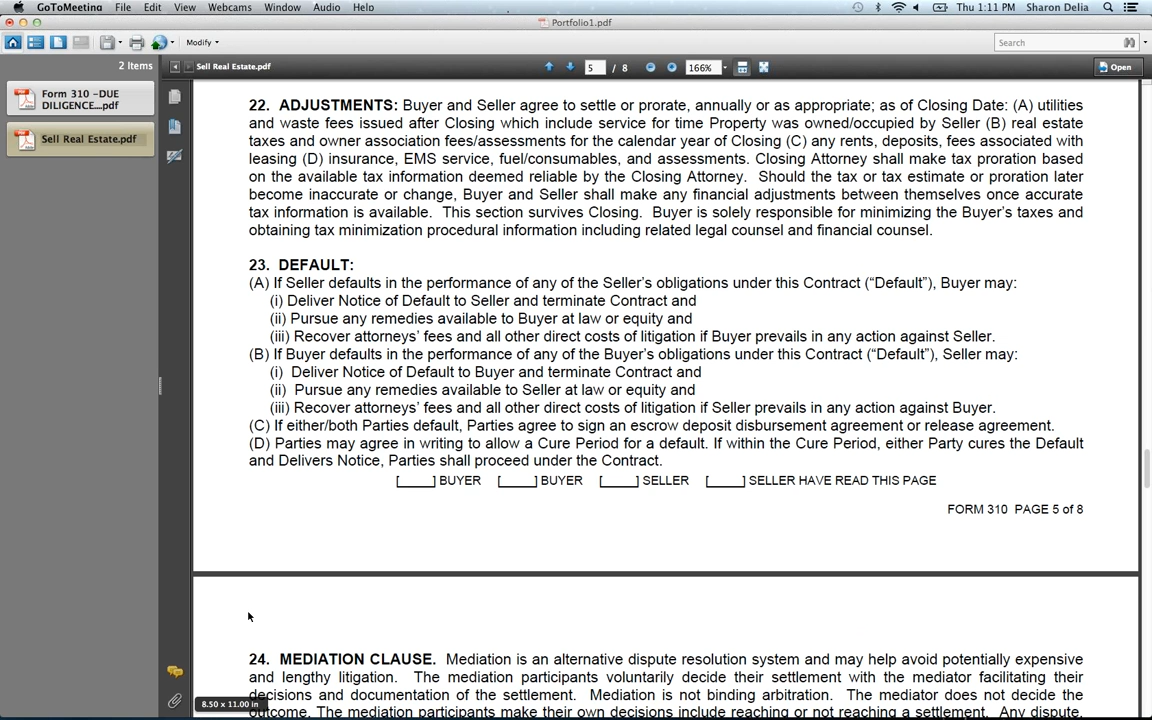 GoToMeeting File Edit View Webcams Window Audio Help Thu 1:11 PM Sharon Delia
Portfolio1.pdf
Modify Search
2 Items Sell Real Estate.pdf 5 / 8 166% Open
Form 310 -DUE
DILIGENCE....pdf
Sell Real Estate.pdf
22. ADJUSTMENTS: Buyer and Seller agree to settle or prorate, annually or as appropriate; as of Closing Date: (A) utilities
and waste fees issued after Closing which include service for time Property was owned/occupied by Seller (B) real estate
taxes and owner association fees/assessments for the calendar year of Closing (C) any rents, deposits, fees associated with
leasing (D) insurance, EMS service, fuel/consumables, and assessments. Closing Attorney shall make tax proration based
on the available tax information deemed reliable by the Closing Attorney. Should the tax or tax estimate or proration later
become inaccurate or change, Buyer and Seller shall make any financial adjustments between themselves once accurate
tax information is available. This section survives Closing. Buyer is solely responsible for minimizing the Buyer's taxes and
obtaining tax minimization procedural information including related legal counsel and financial counsel.
23. DEFAULT:
(A) If Seller defaults in the performance of any of the Seller's obligations under this Contract ("Default"), Buyer may:
(i) Deliver Notice of Default to Seller and terminate Contract and
(ii) Pursue any remedies available to Buyer at law or equity and
(iii) Recover attorneys' fees and all other direct costs of litigation if Buyer prevails in any action against Seller.
(B) If Buyer defaults in the performance of any of the Buyer's obligations under this Contract ("Default"), Seller may:
(i) Deliver Notice of Default to Buyer and terminate Contract and
(ii) Pursue any remedies available to Seller at law or equity and
(iii) Recover attorneys' fees and all other direct costs of litigation if Seller prevails in any action against Buyer.
(C) If either/both Parties default, Parties agree to sign an escrow deposit disbursement agreement or release agreement.
(D) Parties may agree in writing to allow a Cure Period for a default. If within the Cure Period, either Party cures the Default
and Delivers Notice, Parties shall proceed under the Contract.
[_____] BUYER [_____] BUYER [_____] SELLER [_____] SELLER HAVE READ THIS PAGE
FORM 310 PAGE 5 of 8
24. MEDIATION CLAUSE. Mediation is an alternative dispute resolution system and may help avoid potentially expensive
and lengthy litigation. The mediation participants voluntarily decide their settlement with the mediator facilitating their
decisions and documentation of the settlement. Mediation is not binding arbitration. The mediator does not decide the
outcome. The mediation participants make their own decisions include reaching or not reaching a settlement. Any dispute,
8.50 x 11.00 in